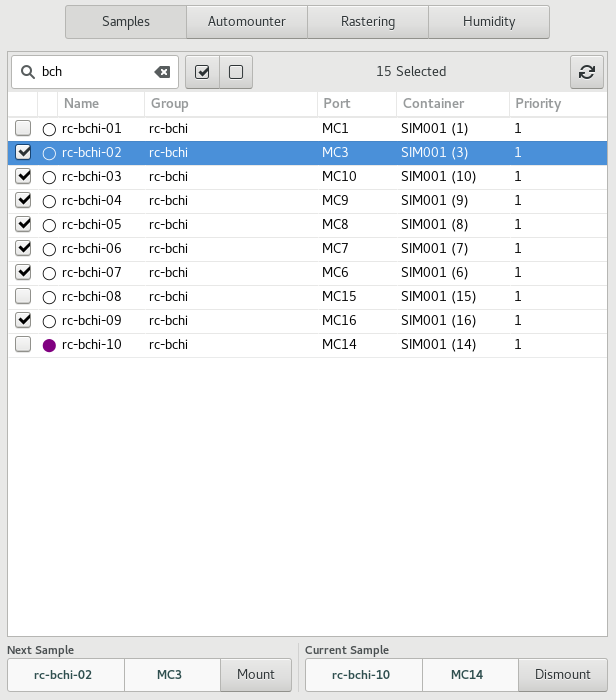 Samples Automounter Rastering Humidity
bch 15 Selected
Name Group Port Container Priority
rc-bchi-01 rc-bchi MC1 SIM001 (1) 1
rc-bchi-02 rc-bchi MC3 SIM001 (3) 1
rc-bchi-03 rc-bchi MC10 SIM001 (10) 1
rc-bchi-04 rc-bchi MC9 SIM001 (9) 1
rc-bchi-05 rc-bchi MC8 SIM001 (8) 1
rc-bchi-06 rc-bchi MC7 SIM001 (7) 1
rc-bchi-07 rc-bchi MC6 SIM001 (6) 1
rc-bchi-08 rc-bchi MC15 SIM001 (15) 1
rc-bchi-09 rc-bchi MC16 SIM001 (16) 1
rc-bchi-10 rc-bchi MC14 SIM001 (14) 1
Next Sample Current Sample
rc-bchi-02 MC3 Mount rc-bchi-10 MC14 Dismount